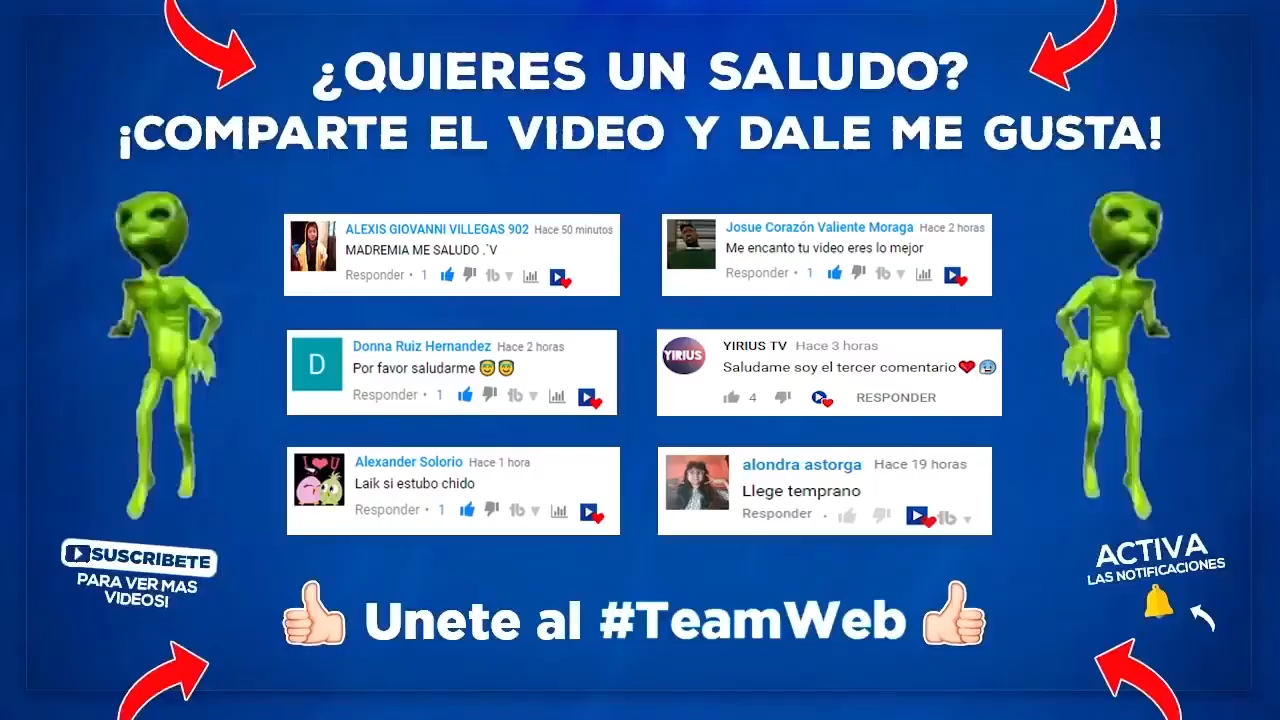 ¿QUIERES UN SALUDO?
¡COMPARTE EL VIDEO Y DALE ME GUSTA!
ALEXIS GIOVANNI VILLEGAS 902 Hace 50 minutos
MADREMIA ME SALUDO .`V
Responder · 1
Josue Corazón Valiente Moraga Hace 2 horas
Me encanto tu video eres lo mejor
Responder · 1
D
Donna Ruiz Hernandez Hace 2 horas
Por favor saludarme 😇😇
Responder · 1
YIRIUS
YIRIUS TV Hace 3 horas
Saludame soy el tercer comentario❤️🥶
4 RESPONDER
I ❤ U
Alexander Solorio Hace 1 hora
Laik si estubo chido
Responder · 1
alondra astorga Hace 19 horas
Llege temprano
Responder ·
SUSCRIBETE
PARA VER MAS
VIDEOS!
ACTIVA
LAS NOTIFICACIONES
Unete al #TeamWeb